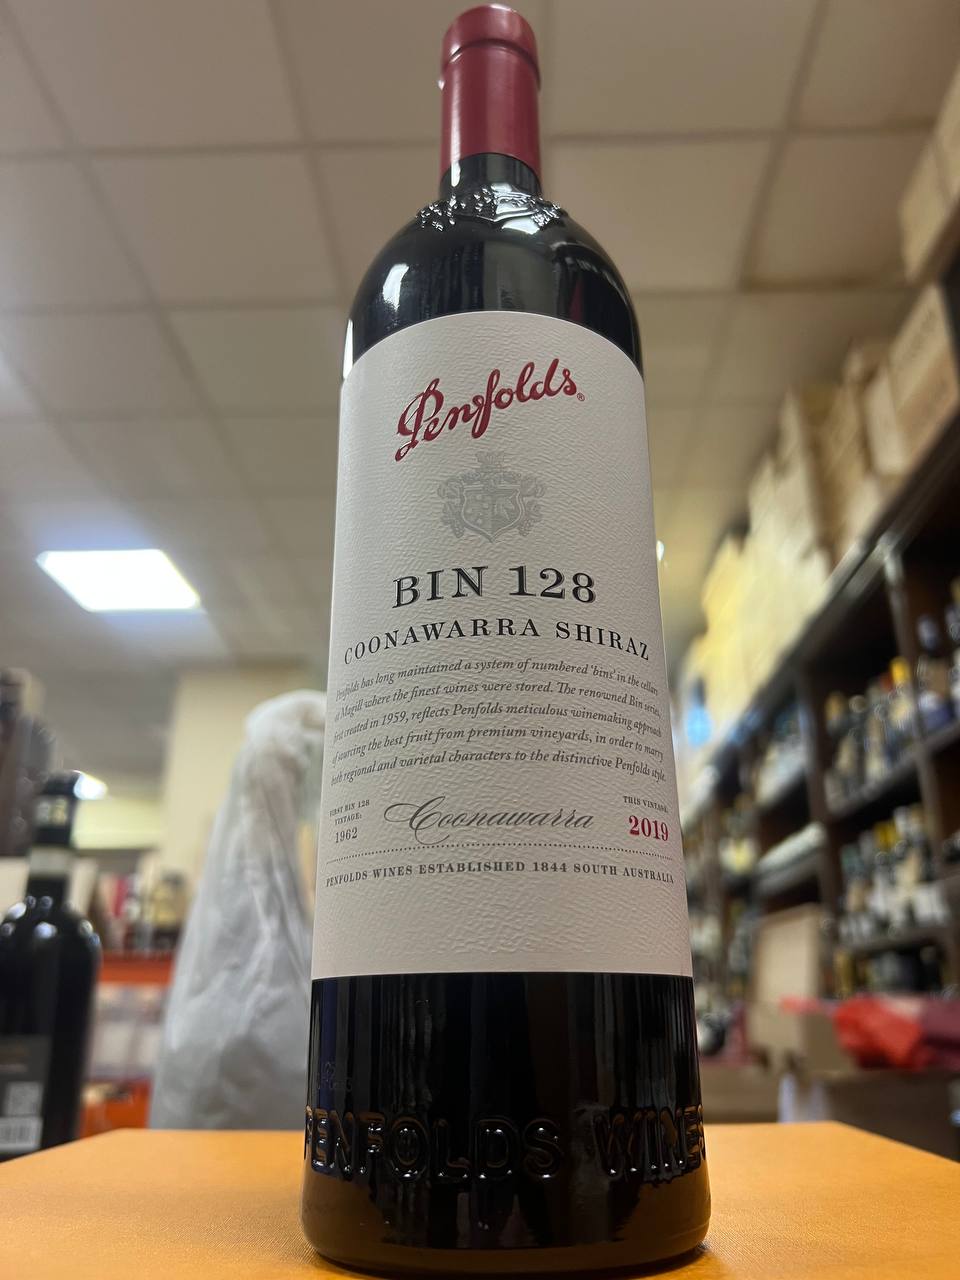 Penfolds®
BIN 128
COONAWARRA SHIRAZ
Penfolds has long maintained a system of numbered 'bins' in the cellars
at Magill where the finest wines were stored. The renowned Bin series,
first created in 1959, reflects Penfolds meticulous winemaking approach
of sourcing the best fruit from premium vineyards, in order to marry
both regional and varietal characters to the distinctive Penfolds style.
FIRST BIN 128
VINTAGE:
1962
Coonawarra
THIS VINTAGE:
2019
PENFOLDS WINES ESTABLISHED 1844 SOUTH AUSTRALIA
PENFOLDS WINES